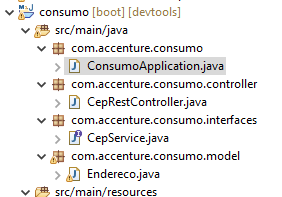 consumo [boot] [devtools]
src/main/java
com.accenture.consumo
ConsumoApplication.java
com.accenture.consumo.controller
CepRestController.java
com.accenture.consumo.interfaces
CepService.java
com.accenture.consumo.model
Endereco.java
src/main/resources